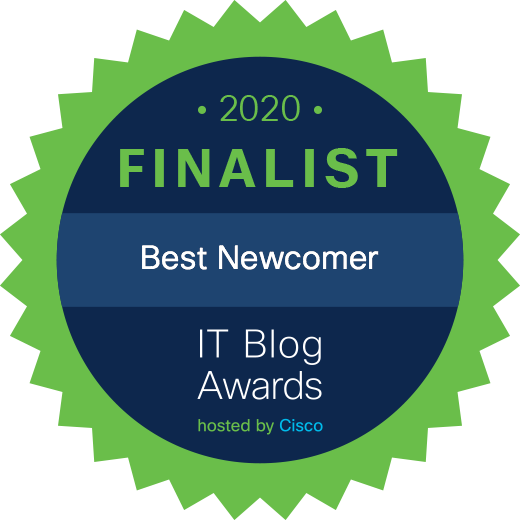 • 2020 •
FINALIST
Best Newcomer
IT Blog
Awards
hosted by Cisco